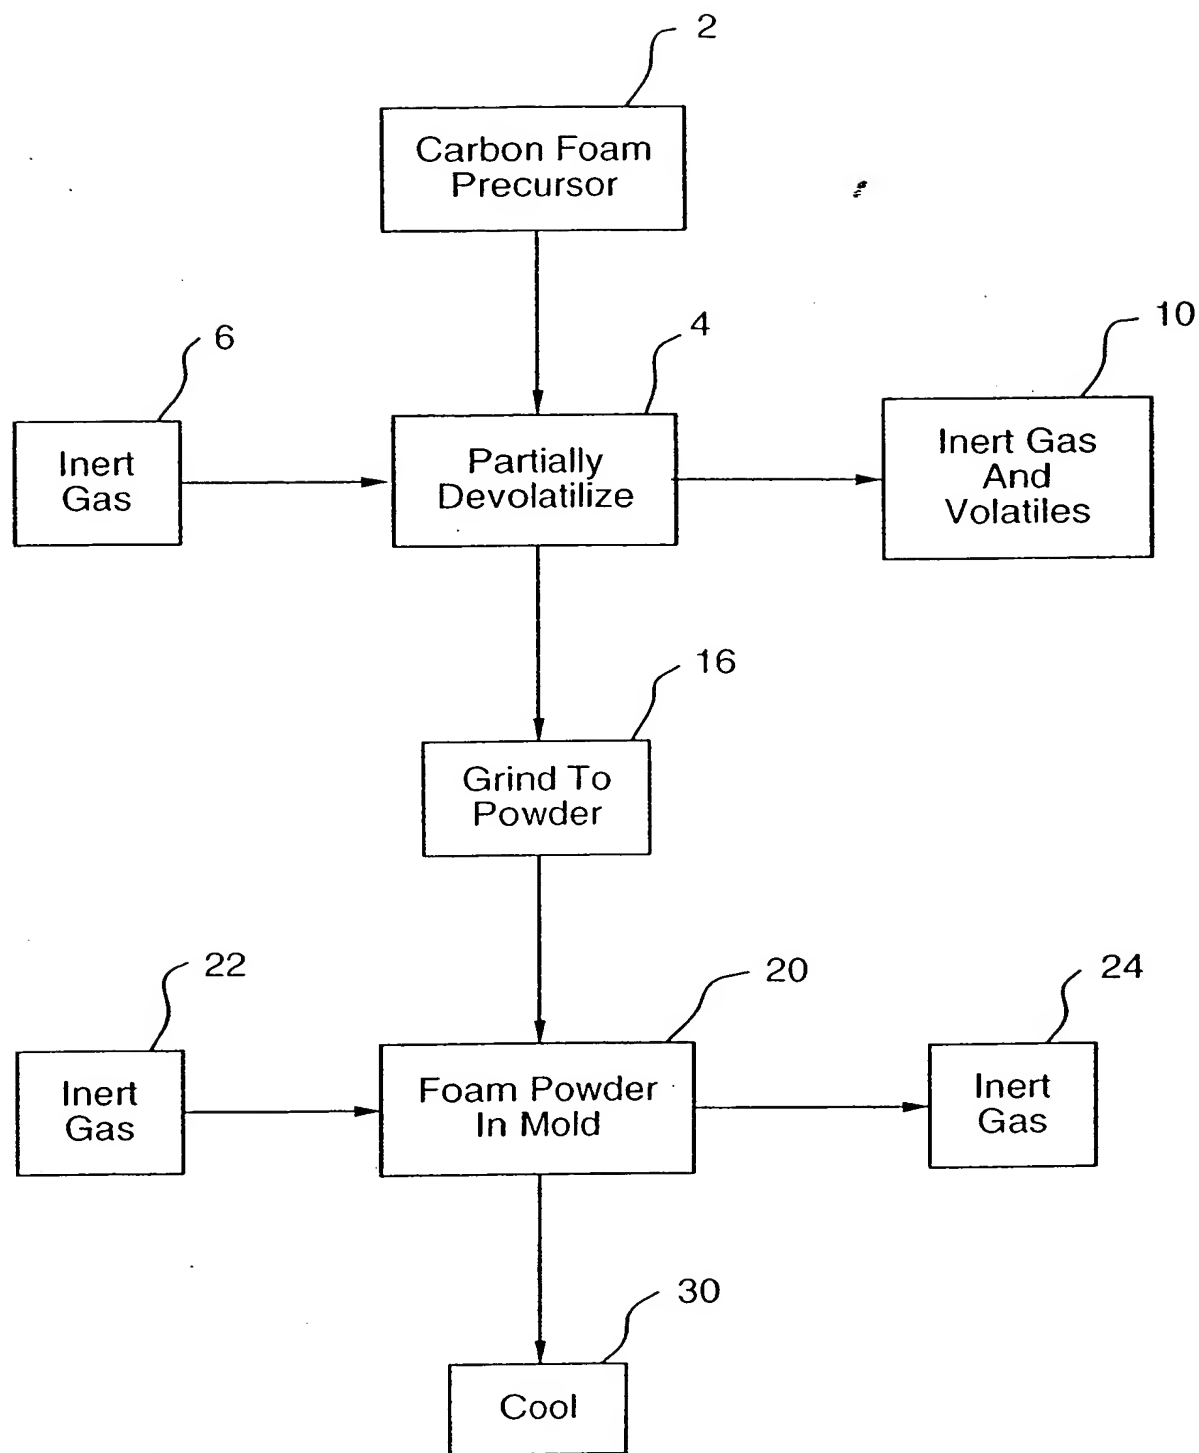 2
Carbon Foam
Precursor
6
4
10
Inert
Gas
Partially
Devolatilize
Inert Gas
And
Volatiles
16
Grind To
Powder
22
20
24
Inert
Gas
Foam Powder
In Mold
Inert
Gas
30
Cool